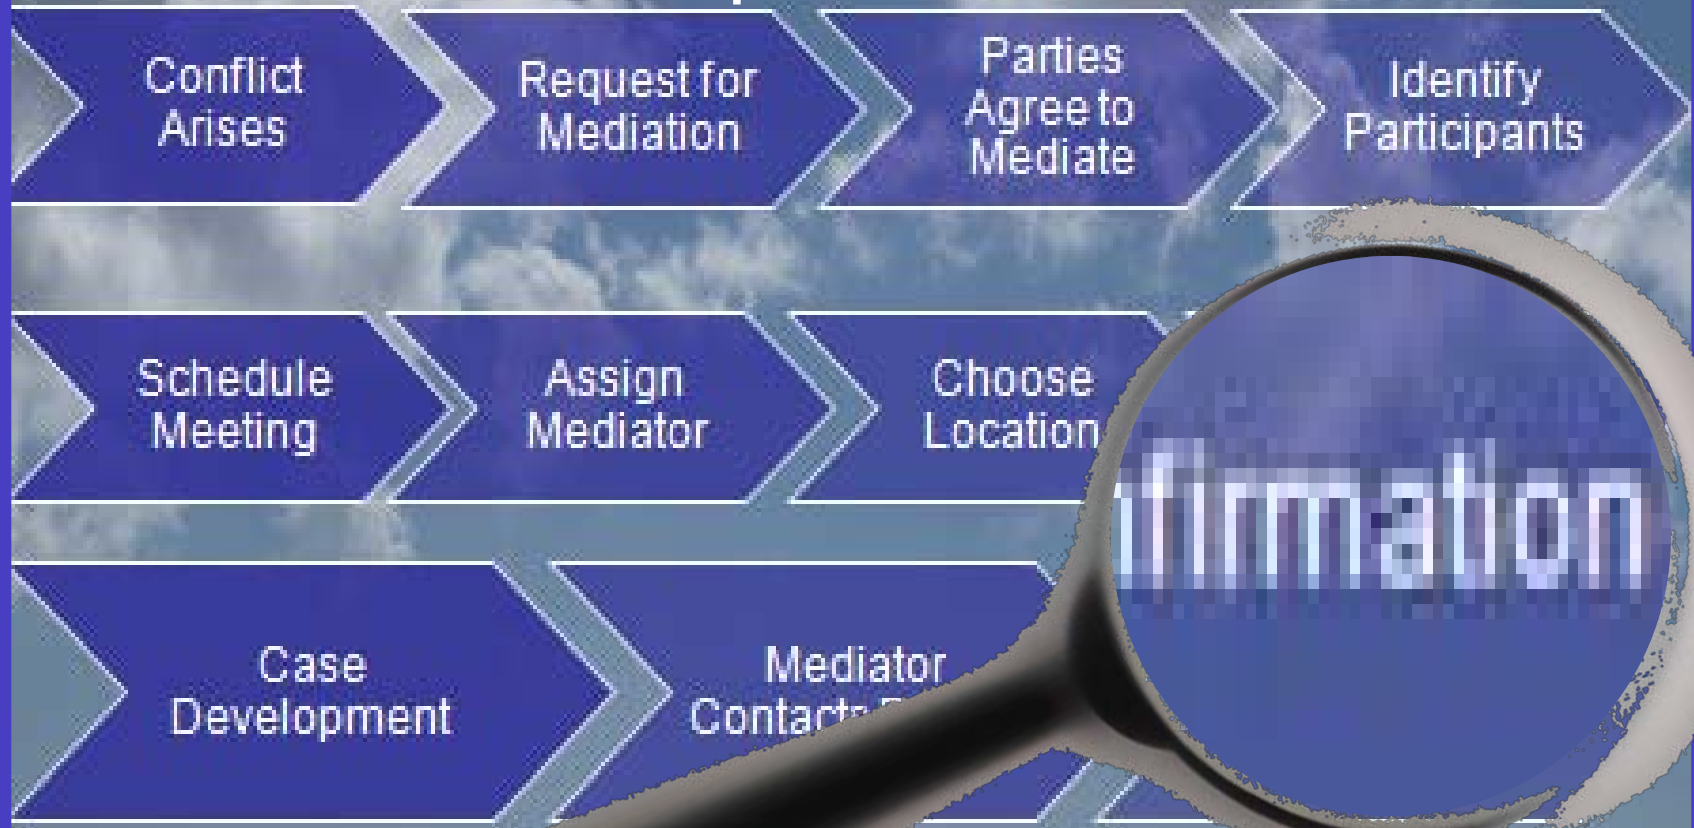 Conflict
Arises
Request for
Mediation
Parties
Agree to
Mediate
Identify
Participants
Schedule
Meeting
Assign
Mediator
Choose
Location
firmation
Case
Development
Mediator
Contacts